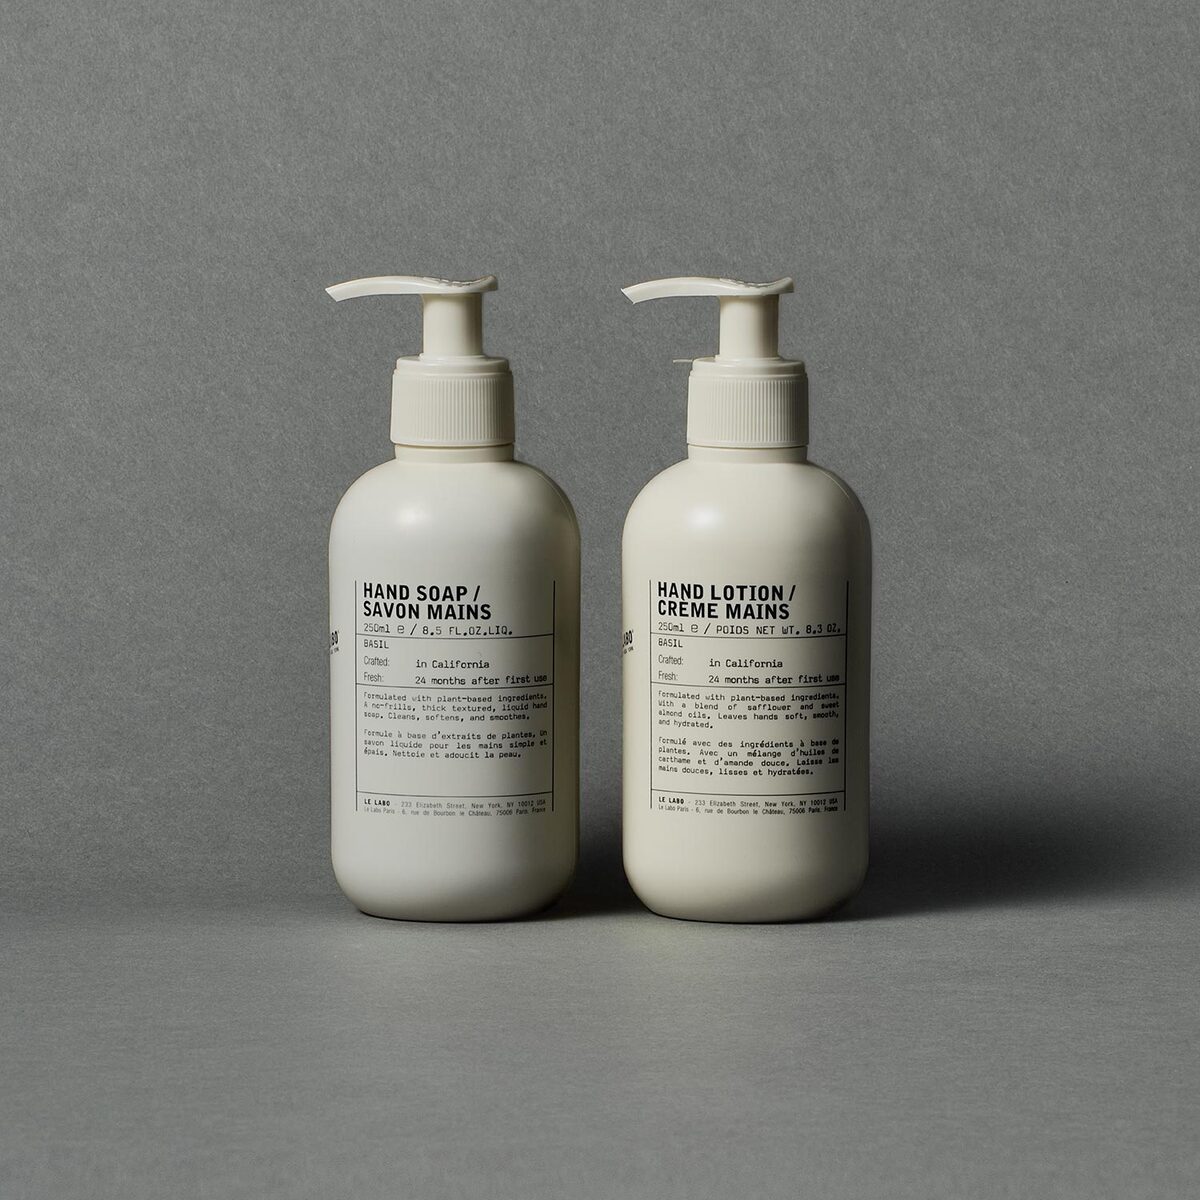 HAND SOAP /
SAVON MAINS
250ml e / 8.5 FL.OZ.LIQ.
BASIL
Crafted: in California
Fresh: 24 months after first use
Formulated with plant-based ingredients.
A no-frills, thick textured, liquid hand
soap. Cleans, softens, and smoothes.
Formule à base d'extraits de plantes. Un
savon liquide pour les mains simple et
épais. Nettoie et adoucit la peau.
LE LABO - 233 Elizabeth Street, New York, NY 10012 USA
Le Labo Paris - 6, rue de Bourbon le Château, 75006 Paris, France
HAND LOTION /
CRÈME MAINS
250ml e / POIDS NET WT. 8.3 OZ.
BASIL
Crafted: in California
Fresh: 24 months after first use
Formulated with plant-based ingredients.
With a blend of safflower and sweet
almond oils. Leaves hands soft, smooth,
and hydrated.
Formulé avec des ingrédients à base de
plantes. Avec un mélange d'huiles de
carthame et d'amande douce. Laisse les
mains douces, lisses et hydratées.
LE LABO - 233 Elizabeth Street, New York, NY 10012 USA
Le Labo Paris - 6, rue de Bourbon le Château, 75006 Paris, France